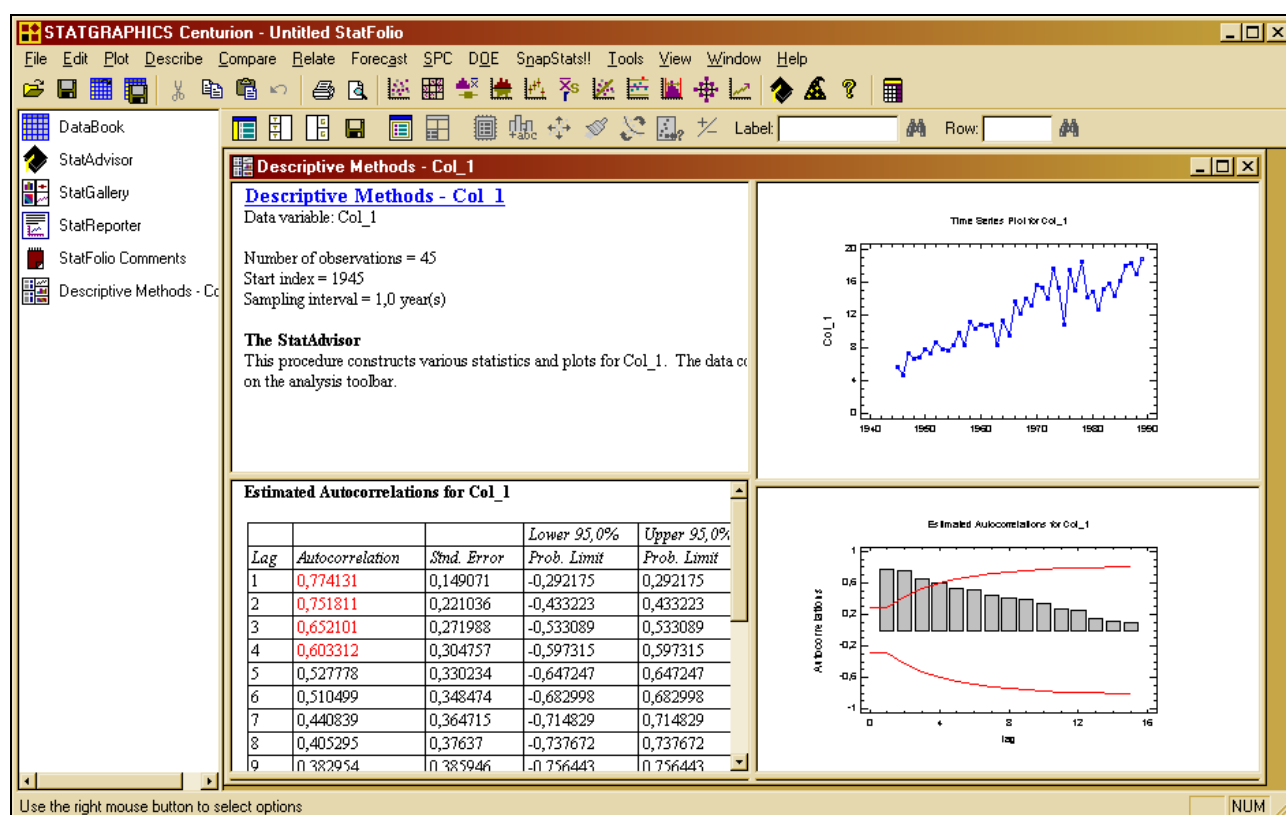 STATGRAPHICS Centurion - Untitled StatFolio
File Edit Plot Describe Compare Relate Forecast SPC DOE SnapStats!! Tools View Window Help
DataBook
StatAdvisor
StatGallery
StatReporter
StatFolio Comments
Descriptive Methods - Co
Label: Row:
Descriptive Methods - Col_1
Descriptive Methods - Col_1
Data variable: Col_1
Number of observations = 45
Start index = 1945
Sampling interval = 1,0 year(s)
The StatAdvisor
This procedure constructs various statistics and plots for Col_1. The data co
on the analysis toolbar.
Time Series Plot for Col_1
20
16
12
8
4
0
Col_1
1940 1950 1960 1970 1980 1990
Estimated Autocorrelations for Col_1
Lower 95,0% Upper 95,0%
Lag Autocorrelation Stnd. Error Prob. Limit Prob. Limit
1 0,774131 0,149071 -0,292175 0,292175
2 0,751811 0,221036 -0,433223 0,433223
3 0,652101 0,271988 -0,533089 0,533089
4 0,603312 0,304757 -0,597315 0,597315
5 0,527778 0,330234 -0,647247 0,647247
6 0,510499 0,348474 -0,682998 0,682998
7 0,440839 0,364715 -0,714829 0,714829
8 0,405295 0,37637 -0,737672 0,737672
9 0,382954 0,385946 -0,756443 0,756443
Estimated Autocorrelations for Col_1
1
0,6
0,2
-0,2
-0,6
-1
Autocorrelations
0 4 8 12 16
lag
Use the right mouse button to select options
NUM